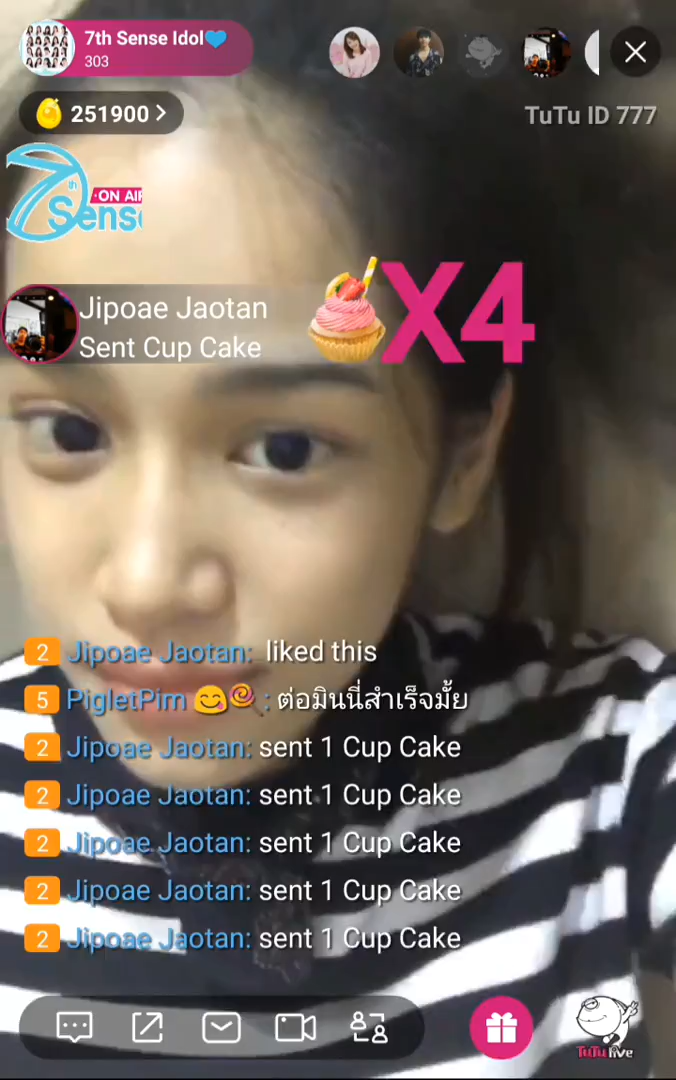 7th Sense Idol💙
303
251900 >
TuTu ID 777
7th
·ON AIR
Sense
X4
Jipoae Jaotan
Sent Cup Cake
2 Jipoae Jaotan: liked this
5 PigletPim 😋🍭: ต่อมินนี่สำเร็จมั้ย
2 Jipoae Jaotan: sent 1 Cup Cake
2 Jipoae Jaotan: sent 1 Cup Cake
2 Jipoae Jaotan: sent 1 Cup Cake
2 Jipoae Jaotan: sent 1 Cup Cake
2 Jipoae Jaotan: sent 1 Cup Cake
TuTu live